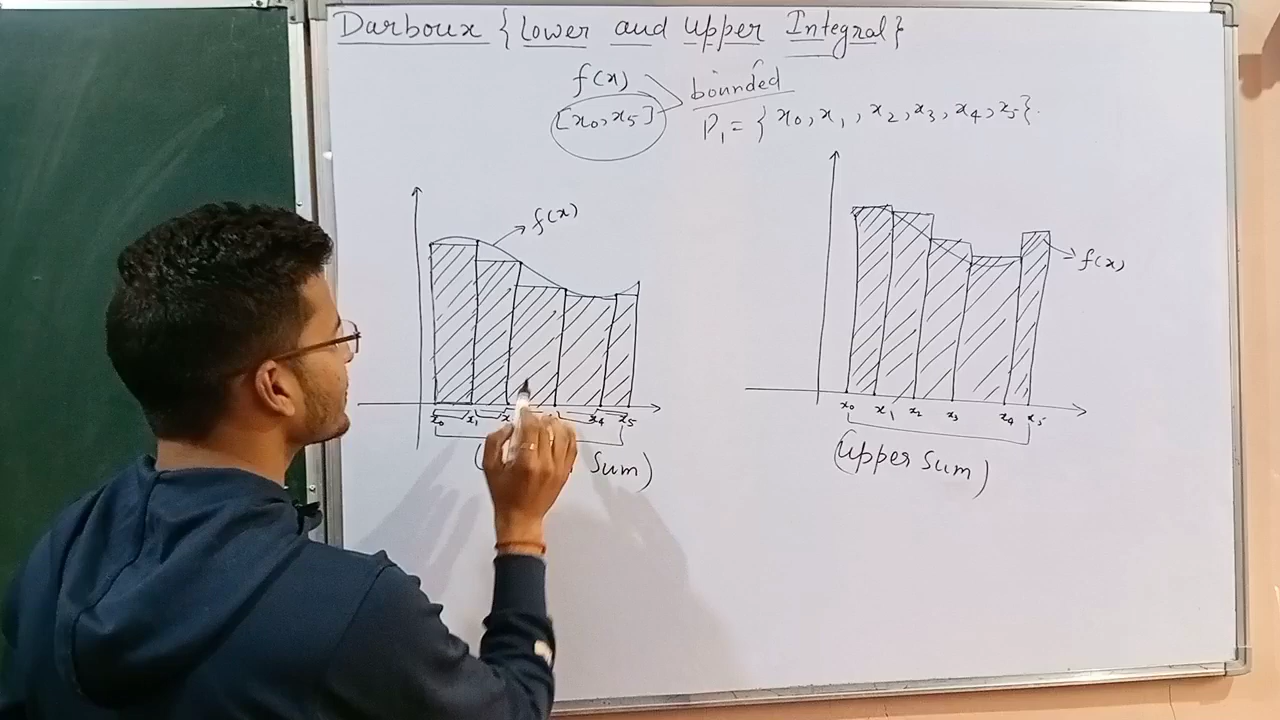 Darboux {Lower and Upper Integral}
f(x)
[x₀, x₅]
bounded
P₁ = { x₀, x₁, x₂, x₃, x₄, x₅}.
f(x)
f(x)
x₀ x₁ x₄ x₅
x₀ x₁ x₂ x₃ x₄ x₅
( Sum)
(Upper Sum)